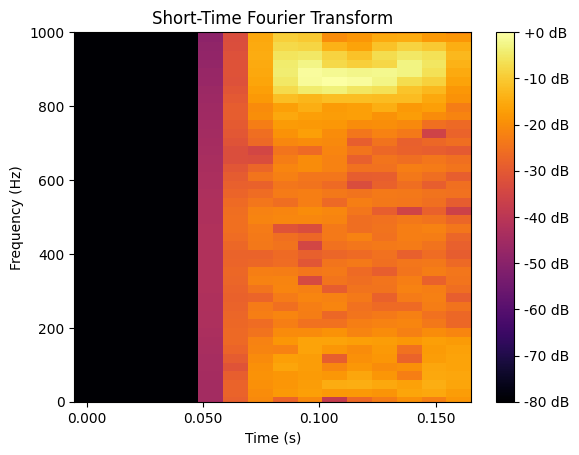 Short-Time Fourier Transform
1000
800
600
400
200
0
Frequency (Hz)
0.000
0.050
0.100
0.150
Time (s)
+0 dB
-10 dB
-20 dB
-30 dB
-40 dB
-50 dB
-60 dB
-70 dB
-80 dB